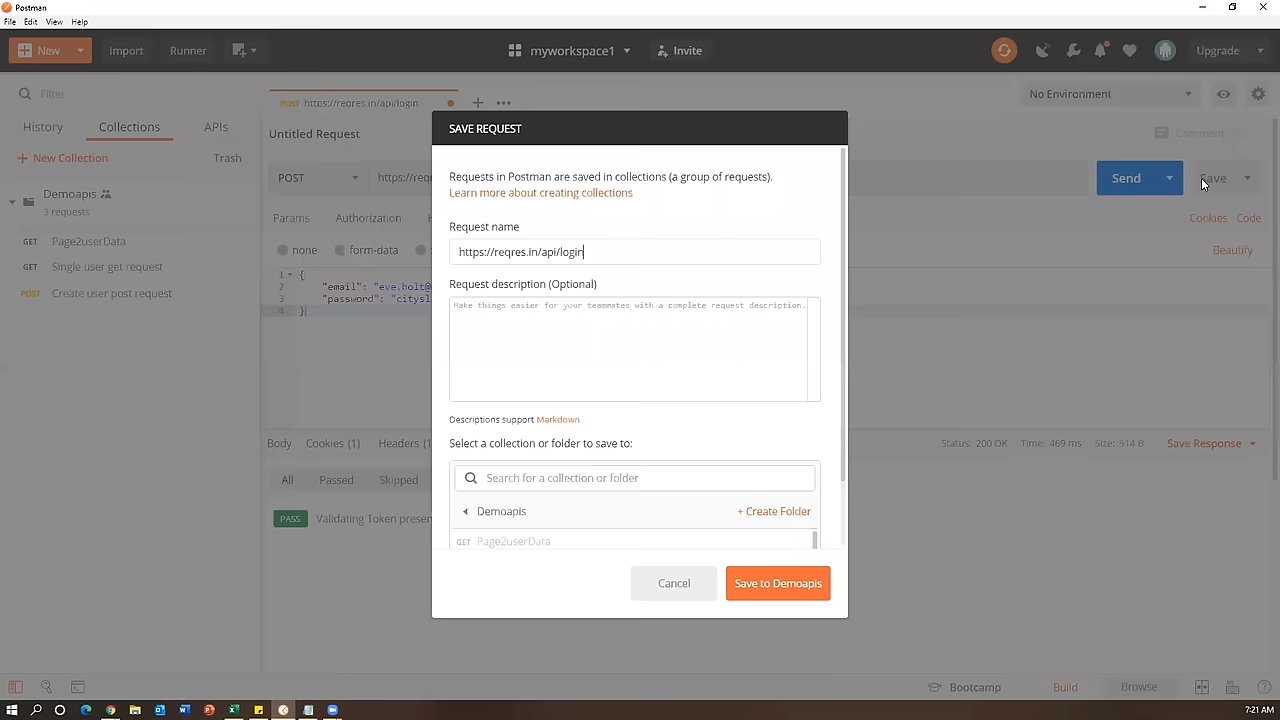 Postman
File Edit View Help
New Import Runner myworkspace1 Invite Upgrade
Filter
History Collections APIs
New Collection Trash
Demoapis
3 requests
GET Page2userData
GET Single user get request
POST Create user post request
POST https://reqres.in/api/login
No Environment
Untitled Request
Comment
POST
Send Save
Params Authorization
Cookies Code
none form-data
Beautify
1 {
2 "email": "eve.holt@
3 "password": "citysl
4 }
Body Cookies (1) Headers (1
Status: 200 OK Time: 469 ms Size: 514 B Save Response
All Passed Skipped
PASS Validating Token presen
SAVE REQUEST
Requests in Postman are saved in collections (a group of requests).
Learn more about creating collections
Request name
https://reqres.in/api/login
Request description (Optional)
Make things easier for your teammates with a complete request description.
Descriptions support Markdown
Select a collection or folder to save to:
Search for a collection or folder
Demoapis + Create Folder
GET Page2userData
Cancel Save to Demoapis
Bootcamp Build Browse
7:21 AM